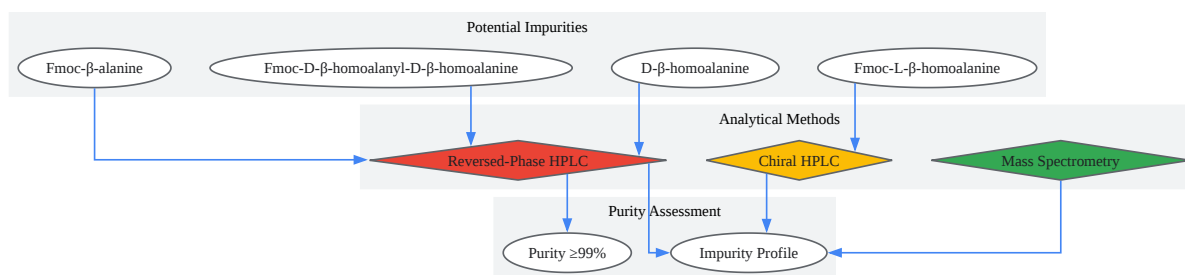 Potential Impurities
Fmoc-β-alanine
Fmoc-D-β-homoalanyl-D-β-homoalanine
D-β-homoalanine
Fmoc-L-β-homoalanine
Analytical Methods
Reversed-Phase HPLC
Chiral HPLC
Mass Spectrometry
Purity Assessment
Purity ≥99%
Impurity Profile